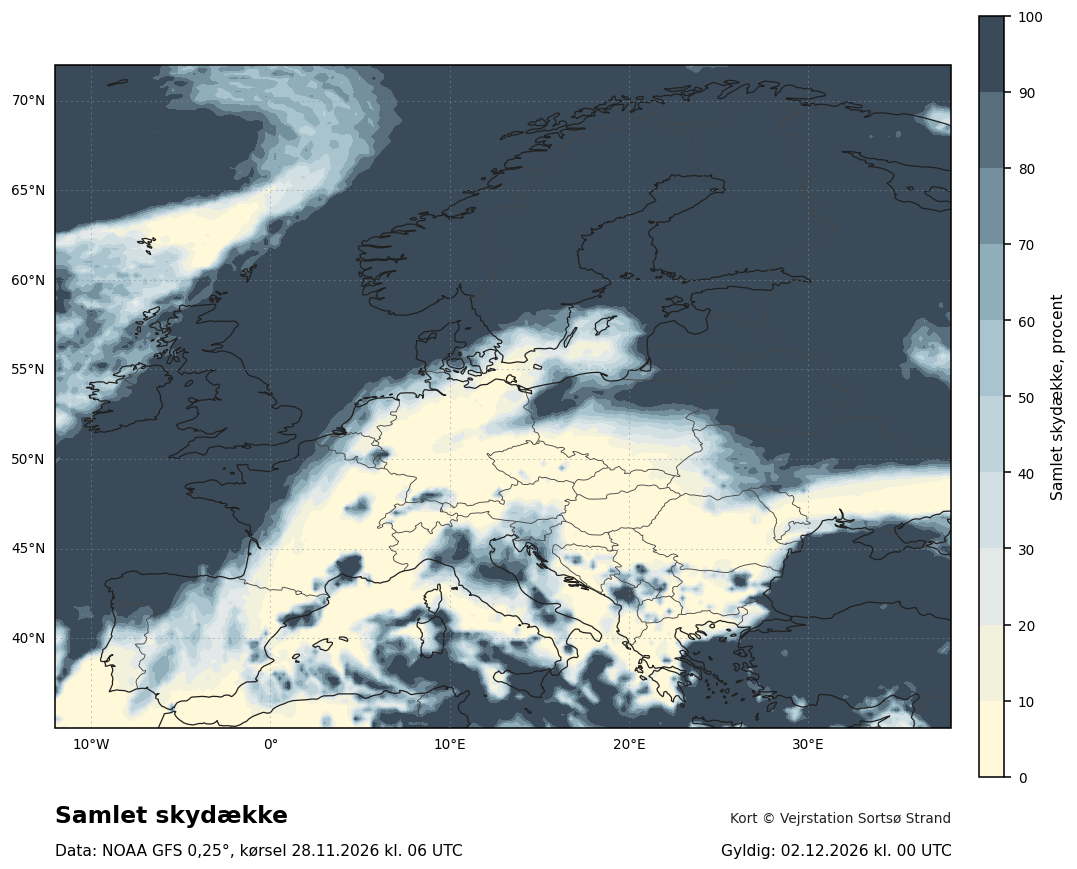 100
90
80
70
60
50
40
30
20
10
0
Samlet skydække, procent
70°N
65°N
60°N
55°N
50°N
45°N
40°N
10°W
0°
10°E
20°E
30°E
Samlet skydække
Kort © Vejrstation Sortsø Strand
Data: NOAA GFS 0,25°, kørsel 28.11.2026 kl. 06 UTC
Gyldig: 02.12.2026 kl. 00 UTC